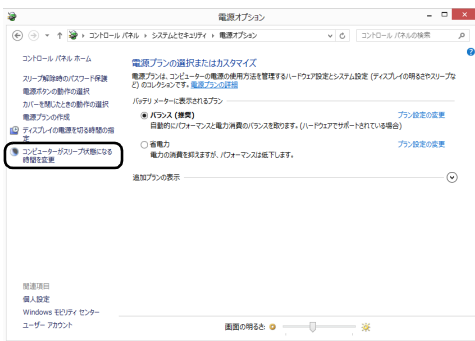 電源オプション
コントロール パネル ▸ システムとセキュリティ ▸ 電源オプション
コントロール パネルの検索
コントロール パネル ホーム
スリープ解除時のパスワード保護
電源ボタンの動作の選択
カバーを閉じたときの動作の選択
電源プランの作成
ディスプレイの電源を切る時間の指
定
コンピューターがスリープ状態になる
時間を変更
電源プランの選択またはカスタマイズ
電源プランは、コンピューターの電源の使用方法を管理するハードウェア設定とシステム設定 (ディスプレイの明るさやスリープな
ど) のコレクションです。電源プランの詳細
バッテリ メーターに表示されるプラン
バランス (推奨) プラン設定の変更
自動的にパフォーマンスと電力消費のバランスを取ります。(ハードウェアでサポートされている場合)
省電力 プラン設定の変更
電力の消費を抑えますが、パフォーマンスは低下します。
追加プランの表示
関連項目
個人設定
Windows モビリティ センター
ユーザー アカウント
画面の明るさ: